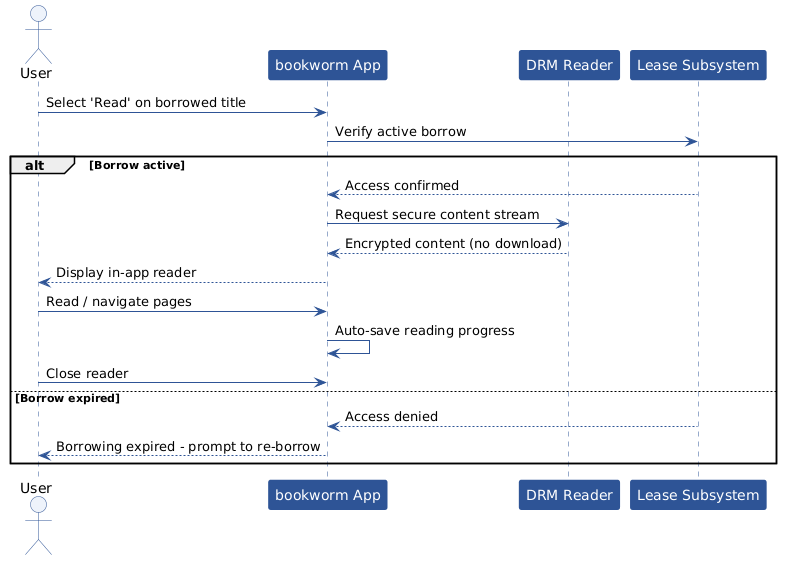 User
bookworm App
DRM Reader
Lease Subsystem
Select 'Read' on borrowed title
Verify active borrow
alt
[Borrow active]
Access confirmed
Request secure content stream
Encrypted content (no download)
Display in-app reader
Read / navigate pages
Auto-save reading progress
Close reader
[Borrow expired]
Access denied
Borrowing expired - prompt to re-borrow
User
bookworm App
DRM Reader
Lease Subsystem